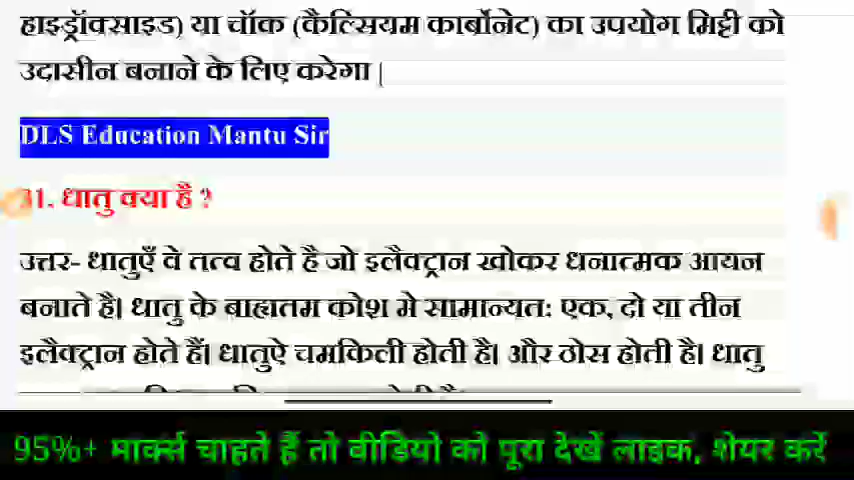 हाइड्रॉक्साइड) या चॉक (कैल्सियम कार्बोनेट) का उपयोग मिट्टी को
उदासीन बनाने के लिए करेगा |
DLS Education Mantu Sir
31. धातु क्या है ?
उत्तर- धातुएँ वे तत्व होते है जो इलैक्ट्रान खोकर धनात्मक आयन
बनाते है। धातु के बाह्यतम कोश मे सामान्यतः एक, दो या तीन
इलैक्ट्रान होते हैं। धातुऐ चमकिली होती है। और ठोस होती है। धातु
95%+ मार्क्स चाहते हैं तो वीडियो को पूरा देखें लाइक, शेयर करें